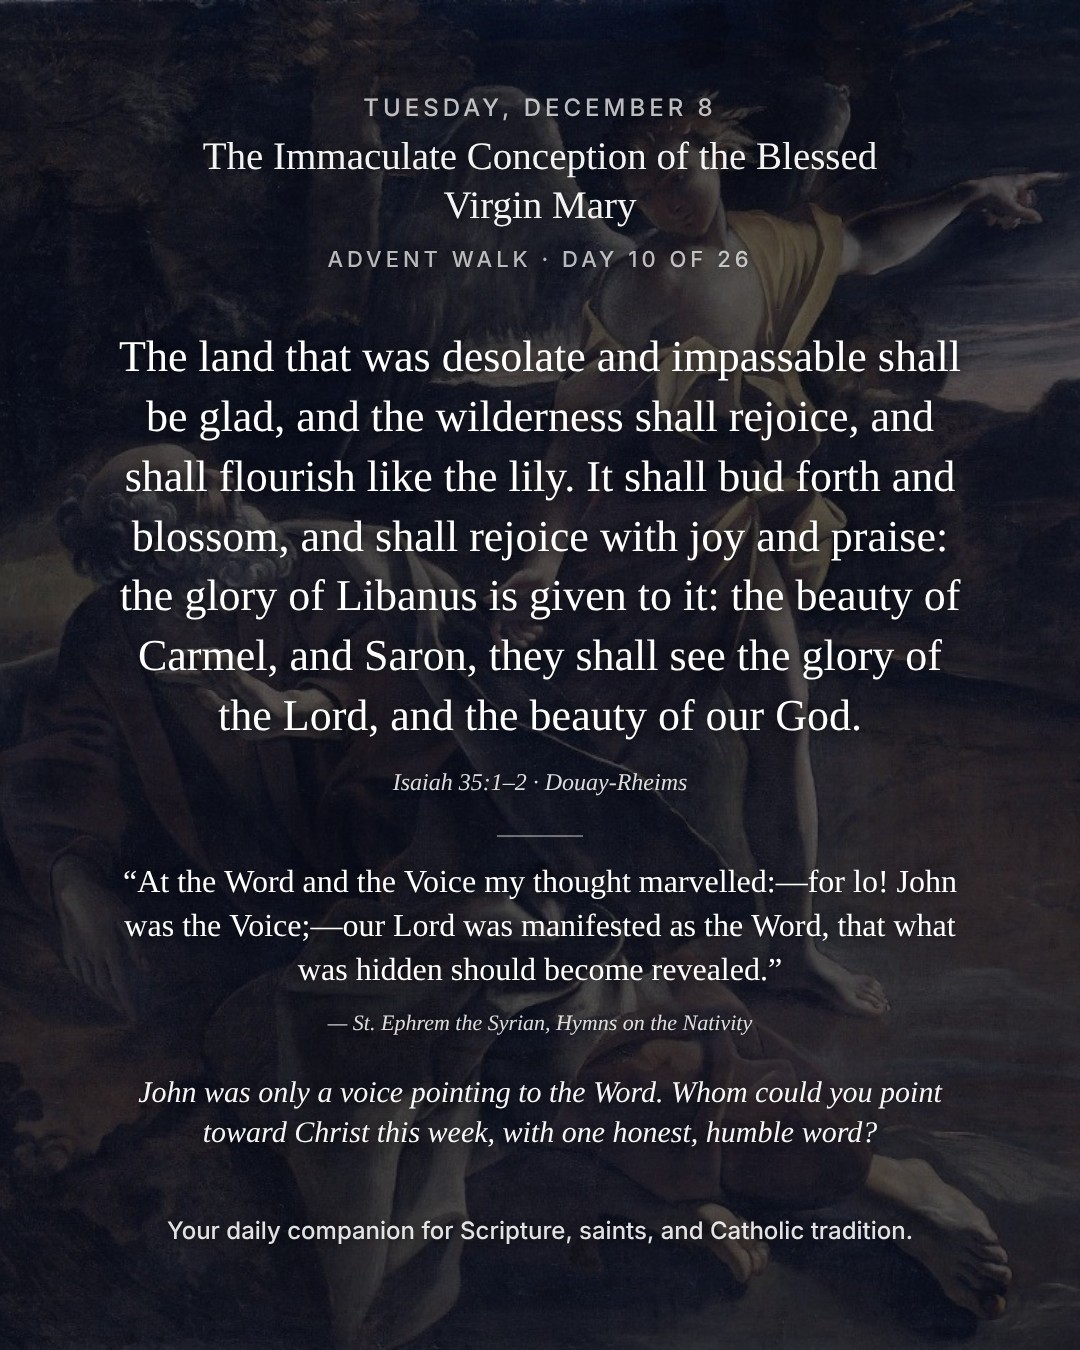 TUESDAY, DECEMBER 8
The Immaculate Conception of the Blessed
Virgin Mary
ADVENT WALK · DAY 10 OF 26
The land that was desolate and impassable shall
be glad, and the wilderness shall rejoice, and
shall flourish like the lily. It shall bud forth and
blossom, and shall rejoice with joy and praise:
the glory of Libanus is given to it: the beauty of
Carmel, and Saron, they shall see the glory of
the Lord, and the beauty of our God.
Isaiah 35:1–2 · Douay-Rheims
“At the Word and the Voice my thought marvelled:—for lo! John
was the Voice;—our Lord was manifested as the Word, that what
was hidden should become revealed.”
— St. Ephrem the Syrian, Hymns on the Nativity
John was only a voice pointing to the Word. Whom could you point
toward Christ this week, with one honest, humble word?
Your daily companion for Scripture, saints, and Catholic tradition.